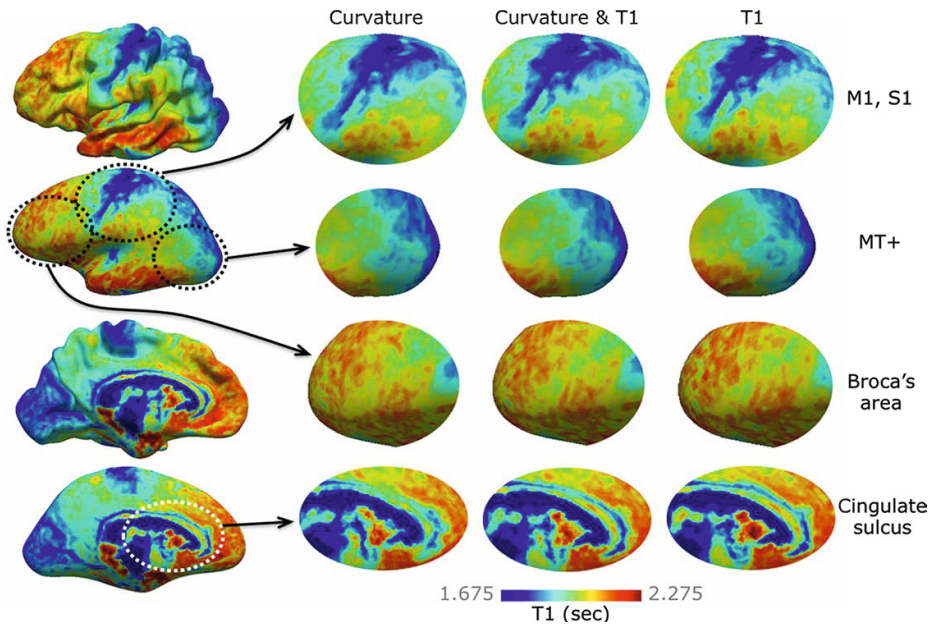 Curvature
Curvature & T1
T1
M1, S1
MT+
Broca's
area
Cingulate
sulcus
1.675
2.275
T1 (sec)